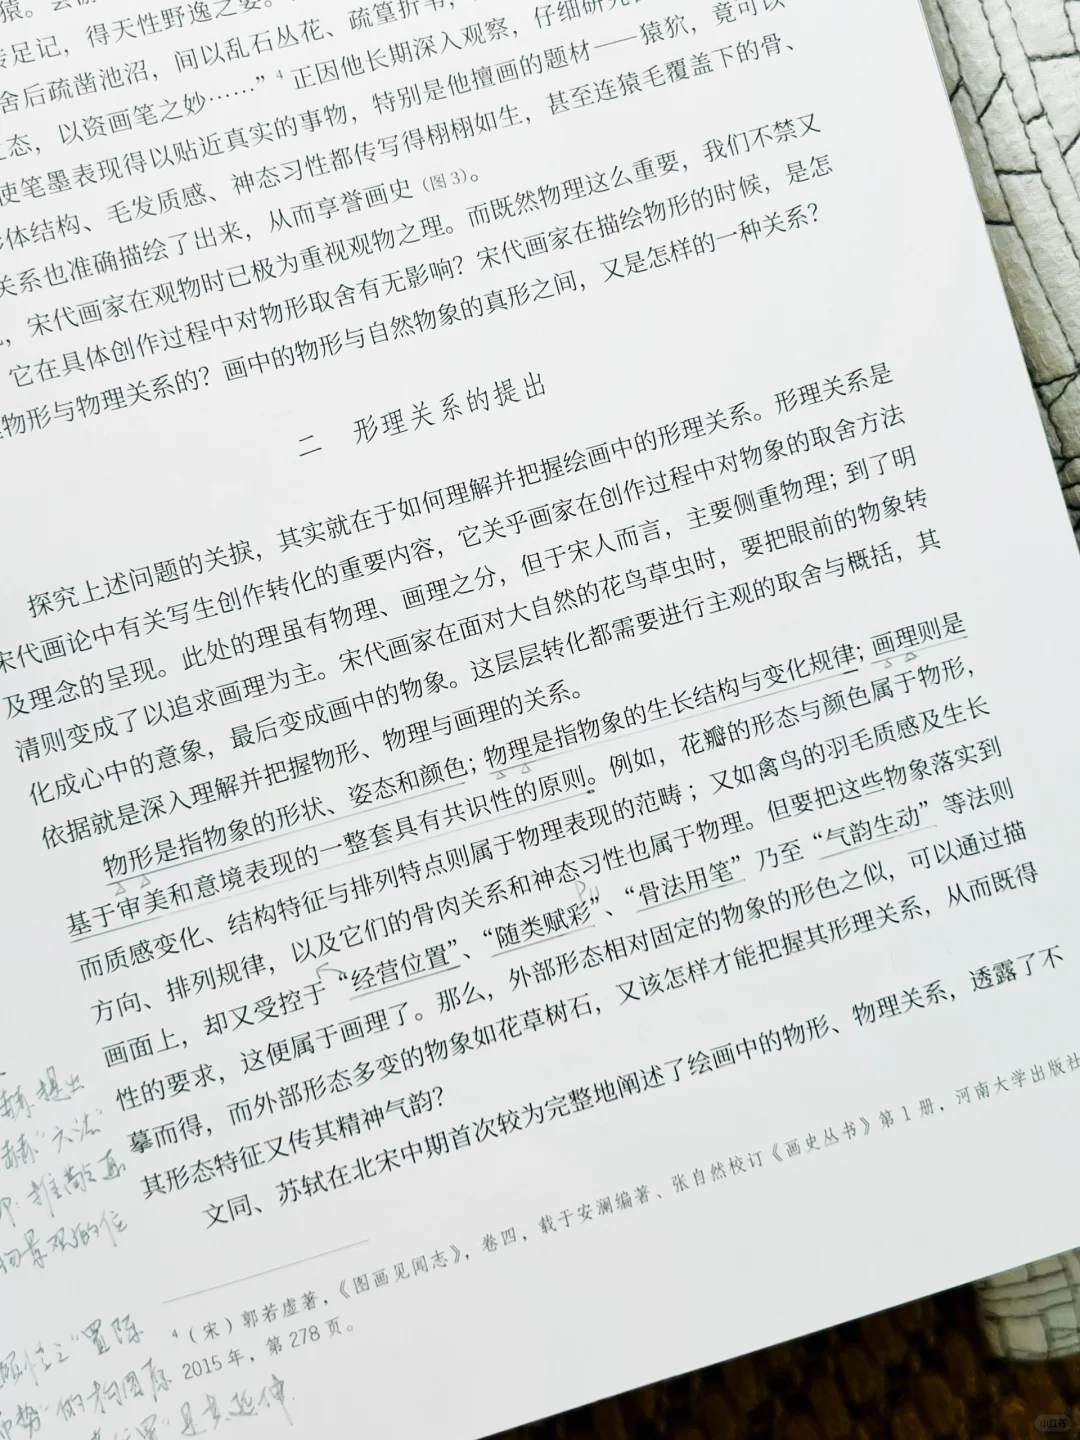 转足记，得天性野逸之姿。
舍后疏凿池沼，间以乱石丛花、疏篁折苇，
之态，以资画笔之妙……”⁴ 正因他长期深入观察，仔细研究
使笔墨表现得以贴近真实的事物，特别是他擅画的题材——猿狖，竟可以
形体结构、毛发质感、神态习性都传写得栩栩如生，甚至连猿毛覆盖下的骨、
关系也准确描绘了出来，从而享誉画史（图3）。
，宋代画家在观物时已极为重视观物之理。而既然物理这么重要，我们不禁又
它在具体创作过程中对物形取舍有无影响？宋代画家在描绘物形的时候，是怎
物形与物理关系的？画中的物形与自然物象的真形之间，又是怎样的一种关系？
二 形理关系的提出
探究上述问题的关捩，其实就在于如何理解并把握绘画中的形理关系。形理关系是
宋代画论中有关写生创作转化的重要内容，它关乎画家在创作过程中对物象的取舍方法
及理念的呈现。此处的理虽有物理、画理之分，但于宋人而言，主要侧重物理；到了明
清则变成了以追求画理为主。宋代画家在面对大自然的花鸟草虫时，要把眼前的物象转
化成心中的意象，最后变成画中的物象。这层层转化都需要进行主观的取舍与概括，其
依据就是深入理解并把握物形、物理与画理的关系。
物形是指物象的形状、姿态和颜色；物理是指物象的生长结构与变化规律；画理则是
基于审美和意境表现的一整套具有共识性的原则。例如，花瓣的形态与颜色属于物形，
而质感变化、结构特征与排列特点则属于物理表现的范畴；又如禽鸟的羽毛质感及生长
方向、排列规律，以及它们的骨肉关系和神态习性也属于物理。但要把这些物象落实到
画面上，却又受控于“经营位置”、“随类赋彩”、“骨法用笔”乃至“气韵生动”等法则
性的要求，这便属于画理了。那么，外部形态相对固定的物象的形色之似，可以通过描
摹而得，而外部形态多变的物象如花草树石，又该怎样才能把握其形理关系，从而既得
其形态特征又传其精神气韵？
文同、苏轼在北宋中期首次较为完整地阐述了绘画中的物形、物理关系，透露了不
⁴（宋）郭若虚著，《图画见闻志》，卷四，载于安澜编著、张自然校订《画史丛书》第1册，河南大学出版社
2015年，第278页。
赫提出
赫“六法”
推敲画
物景观的位
之“置陈
势”的构图原
是其延伸
小红书